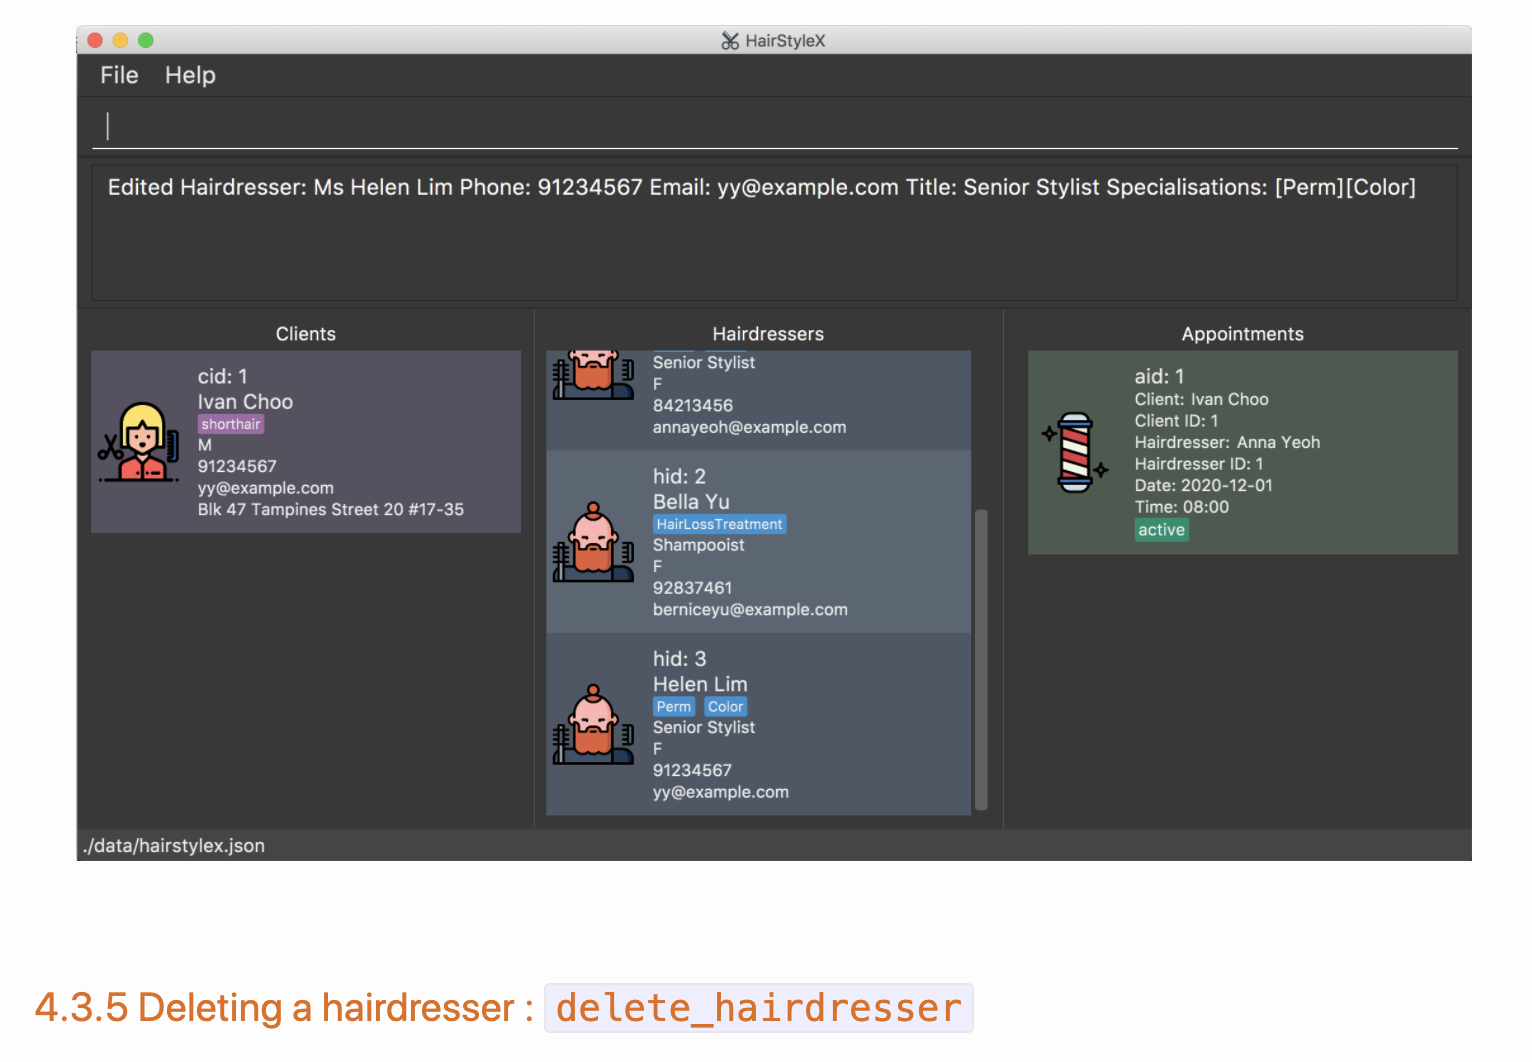 HairStyleX
File Help
Edited Hairdresser: Ms Helen Lim Phone: 91234567 Email: yy@example.com Title: Senior Stylist Specialisations: [Perm][Color]
Clients
cid: 1
Ivan Choo
shorthair
M
91234567
yy@example.com
Blk 47 Tampines Street 20 #17-35
Hairdressers
Senior Stylist
F
84213456
annayeoh@example.com
hid: 2
Bella Yu
HairLossTreatment
Shampooist
F
92837461
berniceyu@example.com
hid: 3
Helen Lim
Perm Color
Senior Stylist
F
91234567
yy@example.com
Appointments
aid: 1
Client: Ivan Choo
Client ID: 1
Hairdresser: Anna Yeoh
Hairdresser ID: 1
Date: 2020-12-01
Time: 08:00
active
./data/hairstylex.json
4.3.5 Deleting a hairdresser : delete_hairdresser